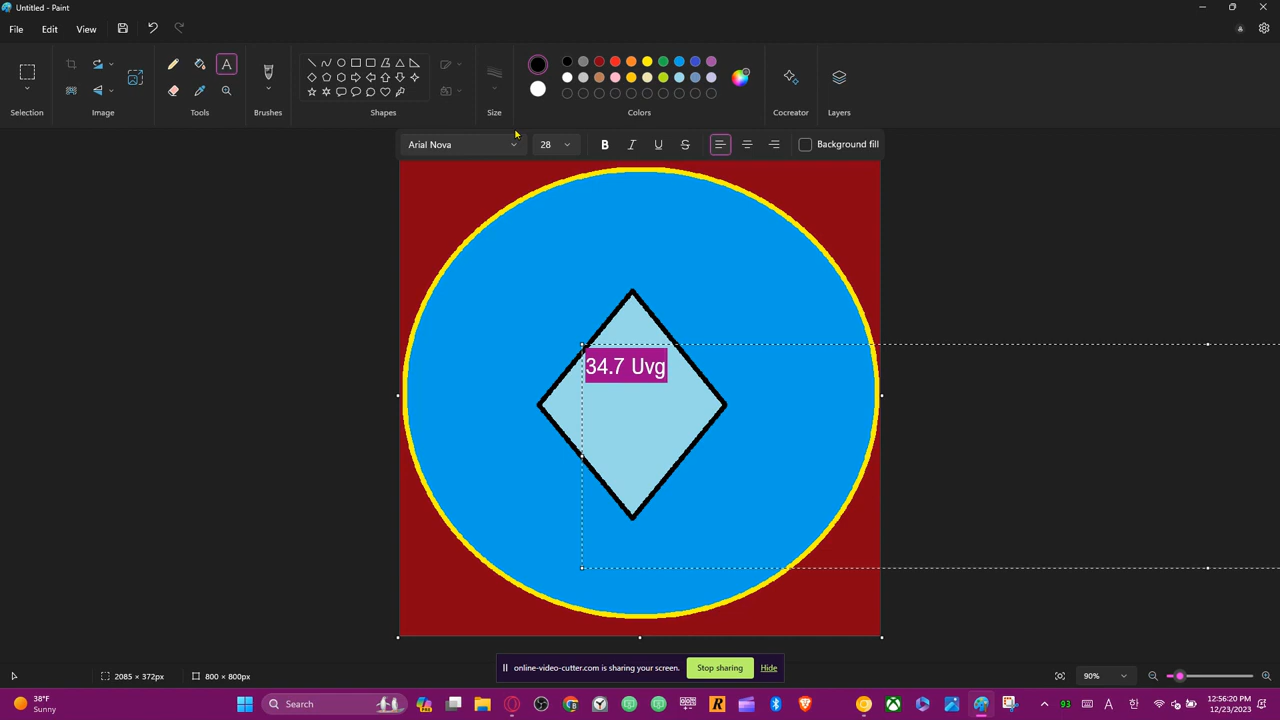 Untitled - Paint
File
Edit
View
Selection
Image
Tools
Brushes
Shapes
Size
Colors
Cocreator
Layers
Arial Nova
28
B
I
U
S
Background fill
34.7 Uvg
online-video-cutter.com is sharing your screen.
Stop sharing
Hide
2085 × 372px
800 × 800px
90%
38°F
Sunny
Search
93
12:56:20 PM
12/23/2023